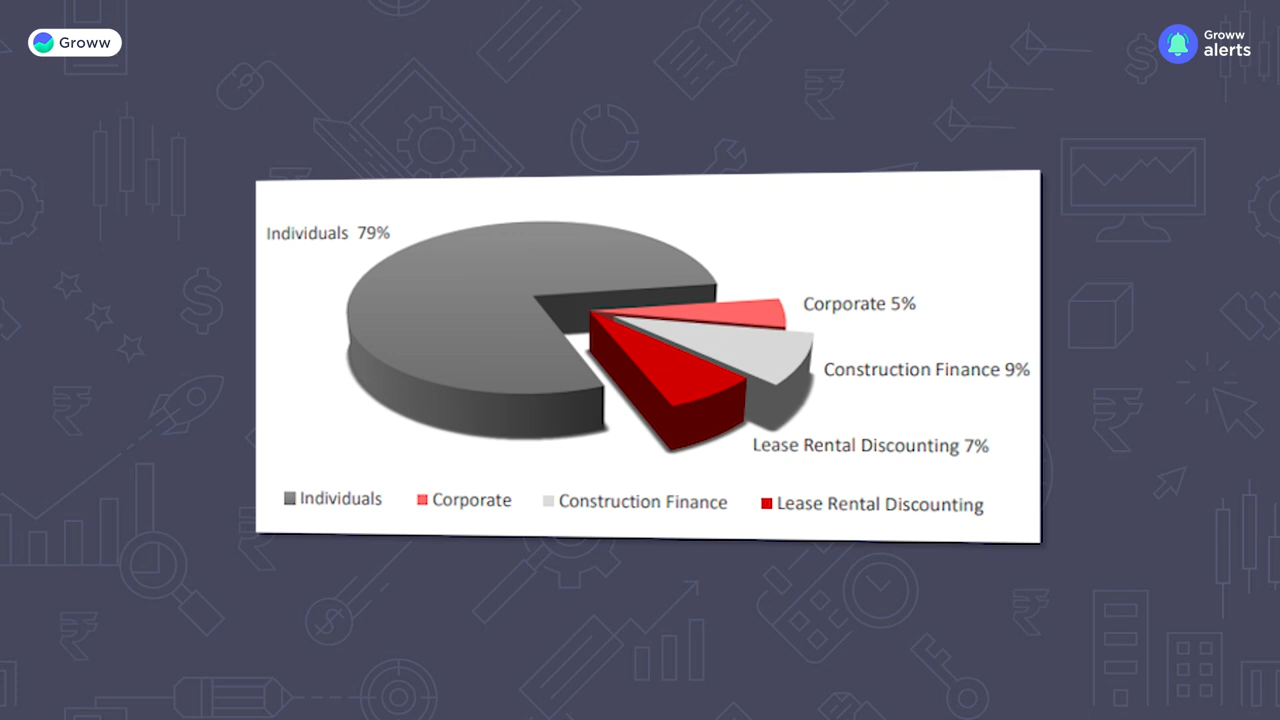 Groww
Groww
alerts
Individuals 79%
Corporate 5%
Construction Finance 9%
Lease Rental Discounting 7%
Individuals
Corporate
Construction Finance
Lease Rental Discounting